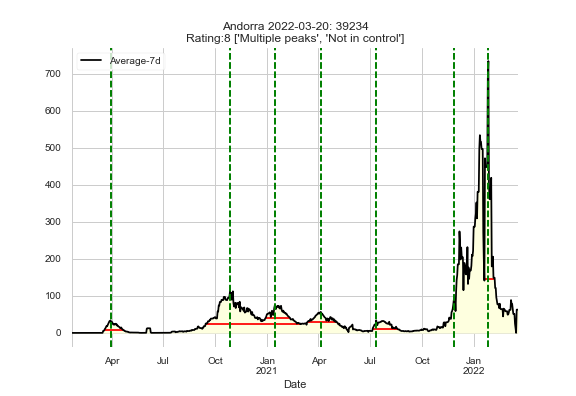 Andorra 2022-03-20: 39234
Rating:8 ['Multiple peaks', 'Not in control']
Average-7d
700
600
500
400
300
200
100
0
Apr
Jul
Oct
Jan
2021
Apr
Jul
Oct
Jan
2022
Date